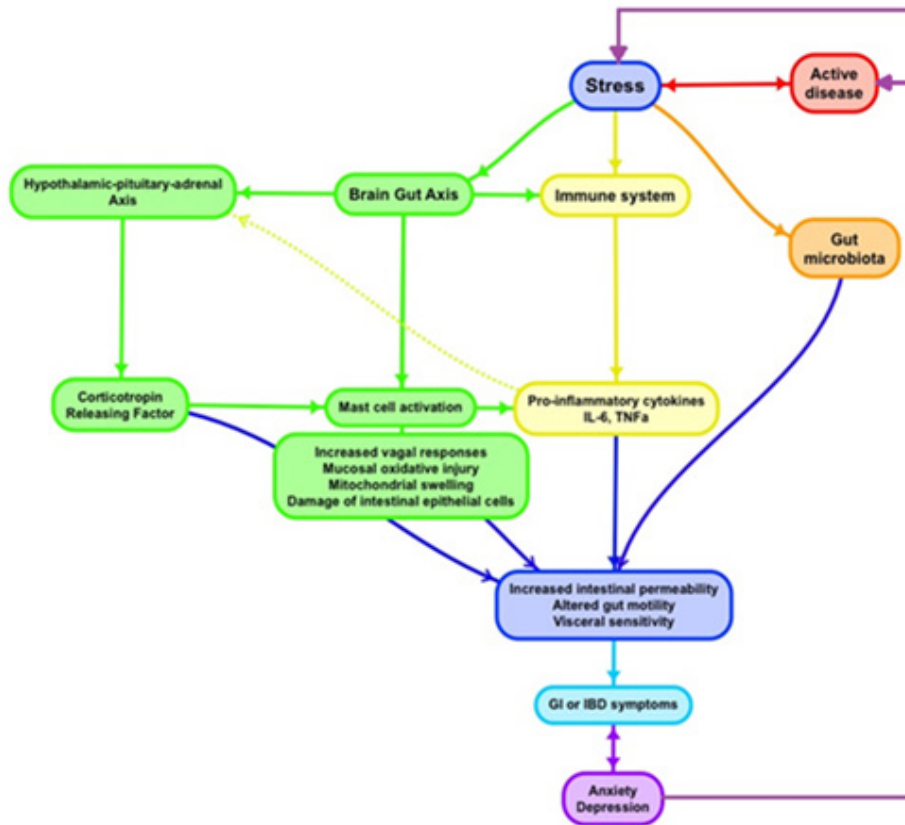 Stress
Active
disease
Hypothalamic-pituitary-adrenal
Axis
Brain Gut Axis
Immune system
Gut
microbiota
Corticotropin
Releasing Factor
Mast cell activation
Pro-inflammatory cytokines
IL-6, TNFa
Increased vagal responses
Mucosal oxidative injury
Mitochondrial swelling
Damage of intestinal epithelial cells
Increased intestinal permeability
Altered gut motility
Visceral sensitivity
GI or IBD symptoms
Anxiety
Depression